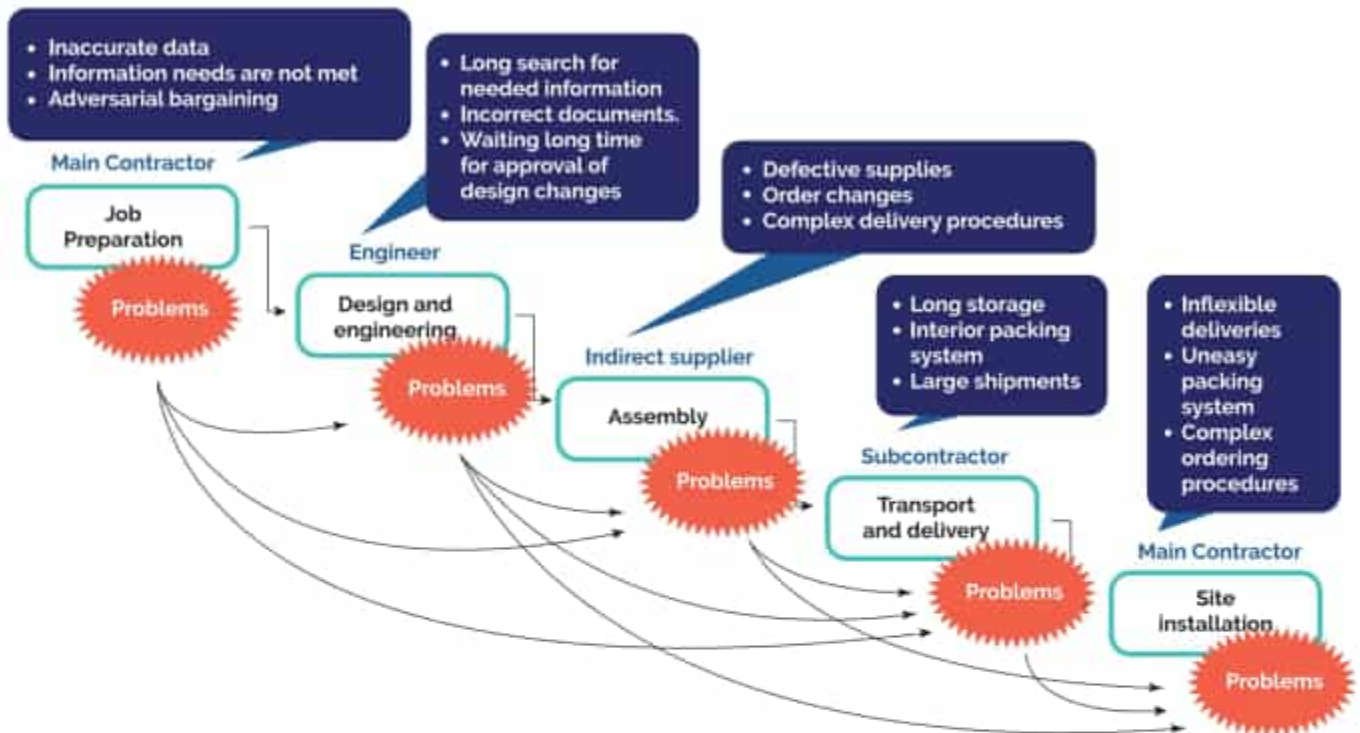 • Inaccurate data
• Information needs are not met
• Adversarial bargaining
Main Contractor
Job
Preparation
Problems
• Long search for
needed information
• Incorrect documents.
• Waiting long time
for approval of
design changes
Engineer
Design and
engineering
Problems
• Defective supplies
• Order changes
• Complex delivery procedures
Indirect supplier
Assembly
Problems
• Long storage
• Interior packing
system
• Large shipments
Subcontractor
Transport
and delivery
Problems
• Inflexible
deliveries
• Uneasy
packing
system
• Complex
ordering
procedures
Main Contractor
Site
installation
Problems